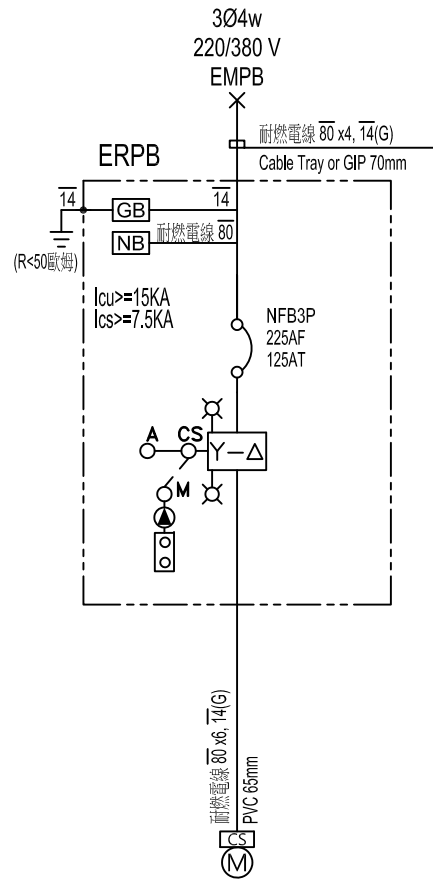 3Ø4w
220/380 V
EMPB
耐燃電線 80 x4, 14(G)
Cable Tray or GIP 70mm
ERPB
14
GB
14
NB
耐燃電線 80
(R<50歐姆)
Icu>=15KA
Ics>=7.5KA
NFB3P
225AF
125AT
A
CS
Y-Δ
M
耐燃電線 80 x6, 14(G)
PVC 65mm
CS
M